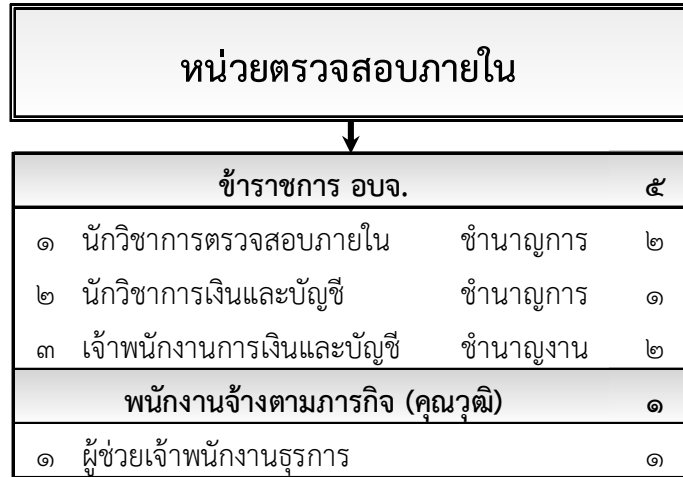 หน่วยตรวจสอบภายใน
ข้าราชการ อบจ. ๕
๑ นักวิชาการตรวจสอบภายใน ชำนาญการ ๒
๒ นักวิชาการเงินและบัญชี ชำนาญการ ๑
๓ เจ้าพนักงานการเงินและบัญชี ชำนาญงาน ๒
พนักงานจ้างตามภารกิจ (คุณวุฒิ) ๑
๑ ผู้ช่วยเจ้าพนักงานธุรการ ๑